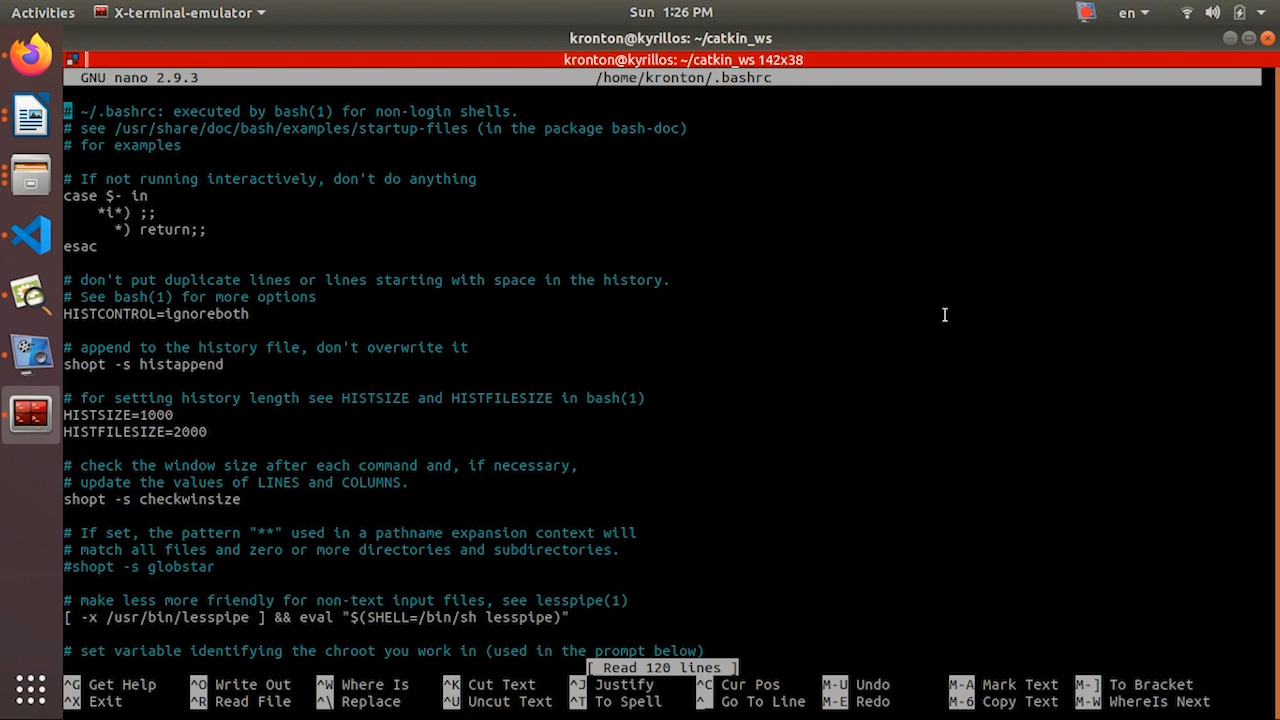 Activities X-terminal-emulator Sun 1:26 PM en
kronton@kyrillos: ~/catkin_ws
kronton@kyrillos: ~/catkin_ws 142x38
GNU nano 2.9.3 /home/kronton/.bashrc
# ~/.bashrc: executed by bash(1) for non-login shells.
# see /usr/share/doc/bash/examples/startup-files (in the package bash-doc)
# for examples
# If not running interactively, don't do anything
case $- in
*i*) ;;
*) return;;
esac
# don't put duplicate lines or lines starting with space in the history.
# See bash(1) for more options
HISTCONTROL=ignoreboth
# append to the history file, don't overwrite it
shopt -s histappend
# for setting history length see HISTSIZE and HISTFILESIZE in bash(1)
HISTSIZE=1000
HISTFILESIZE=2000
# check the window size after each command and, if necessary,
# update the values of LINES and COLUMNS.
shopt -s checkwinsize
# If set, the pattern "**" used in a pathname expansion context will
# match all files and zero or more directories and subdirectories.
#shopt -s globstar
# make less more friendly for non-text input files, see lesspipe(1)
[ -x /usr/bin/lesspipe ] && eval "$(SHELL=/bin/sh lesspipe)"
# set variable identifying the chroot you work in (used in the prompt below)
[ Read 120 lines ]
^G Get Help ^O Write Out ^W Where Is ^K Cut Text ^J Justify ^C Cur Pos M-U Undo M-A Mark Text M-] To Bracket
^X Exit ^R Read File ^\ Replace ^U Uncut Text ^T To Spell ^_ Go To Line M-E Redo M-6 Copy Text M-W WhereIs Next